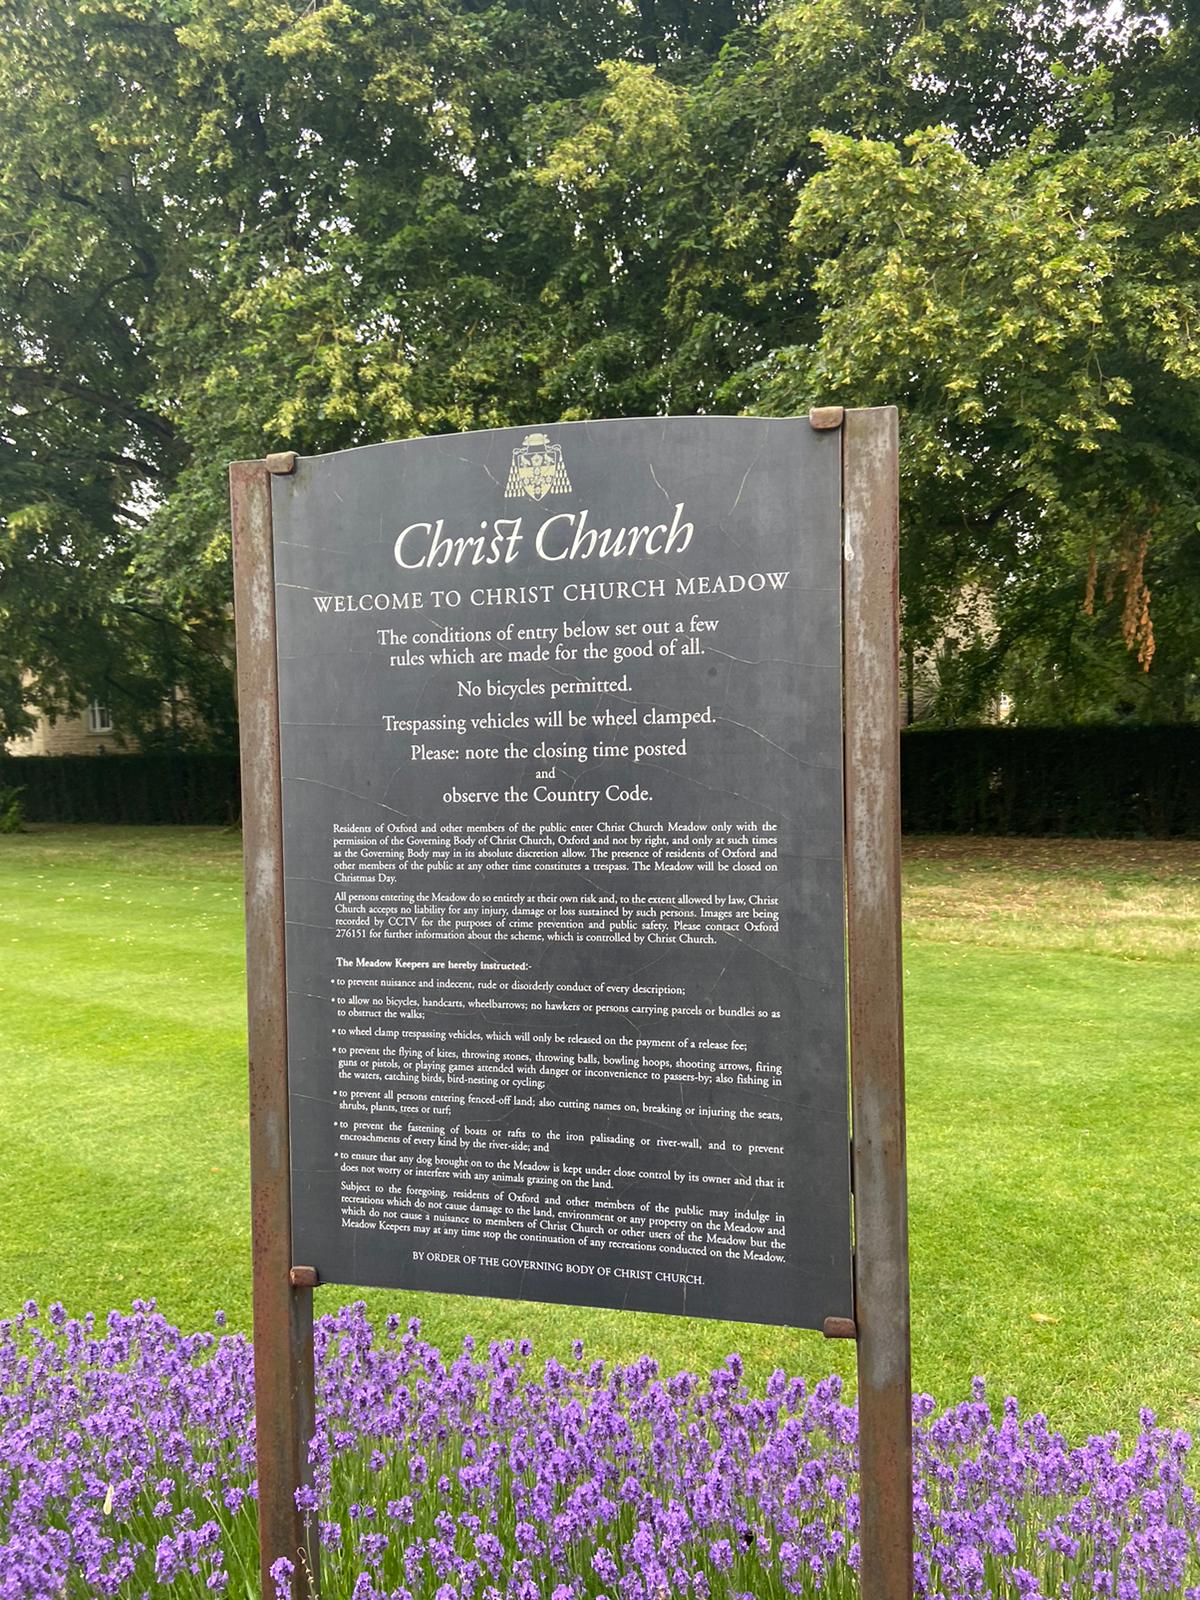 Christ Church
WELCOME TO CHRIST CHURCH MEADOW
The conditions of entry below set out a few
rules which are made for the good of all.
No bicycles permitted.
Trespassing vehicles will be wheel clamped.
Please: note the closing time posted
and
observe the Country Code.
Residents of Oxford and other members of the public enter Christ Church Meadow only with the
permission of the Governing Body of Christ Church, Oxford and not by right, and only at such times
as the Governing Body may in its absolute discretion allow. The presence of residents of Oxford and
other members of the public at any other time constitutes a trespass. The Meadow will be closed on
Christmas Day.
All persons entering the Meadow do so entirely at their own risk and, to the extent allowed by law, Christ
Church accepts no liability for any injury, damage or loss sustained by such persons. Images are being
recorded by CCTV for the purposes of crime prevention and public safety. Please contact Oxford
276151 for further information about the scheme, which is controlled by Christ Church.
The Meadow Keepers are hereby instructed:-
• to prevent nuisance and indecent, rude or disorderly conduct of every description;
• to allow no bicycles, handcarts, wheelbarrows; no hawkers or persons carrying parcels or bundles so as
to obstruct the walks;
• to wheel clamp trespassing vehicles, which will only be released on the payment of a release fee;
• to prevent the flying of kites, throwing stones, throwing balls, bowling hoops, shooting arrows, firing
guns or pistols, or playing games attended with danger or inconvenience to passers-by; also fishing in
the waters, catching birds, bird-nesting or cycling;
• to prevent all persons entering fenced-off land; also cutting names on, breaking or injuring the seats,
shrubs, plants, trees or turf;
• to prevent the fastening of boats or rafts to the iron palisading or river-wall, and to prevent
encroachments of every kind by the river-side; and
• to ensure that any dog brought on to the Meadow is kept under close control by its owner and that it
does not worry or interfere with any animals grazing on the land.
Subject to the foregoing, residents of Oxford and other members of the public may indulge in
recreations which do not cause damage to the land, environment or any property on the Meadow and
which do not cause a nuisance to members of Christ Church or other users of the Meadow but the
Meadow Keepers may at any time stop the continuation of any recreations conducted on the Meadow.
BY ORDER OF THE GOVERNING BODY OF CHRIST CHURCH.